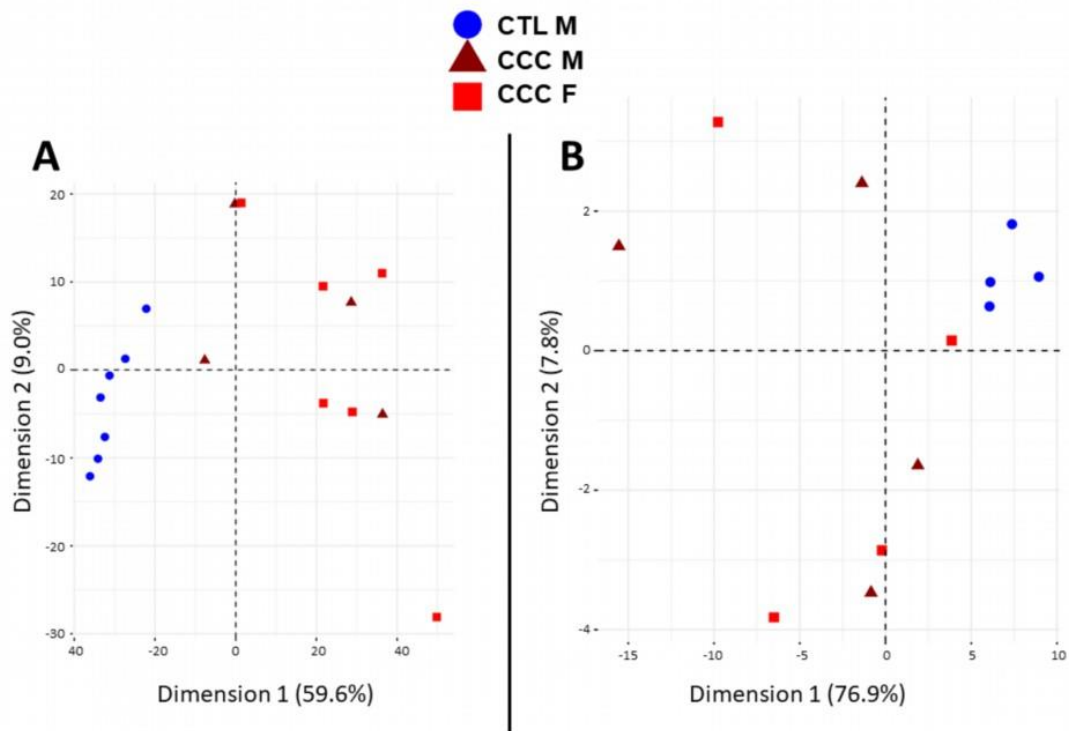 CTL M
CCC M
CCC F
A
20
10
0
-10
-20
-30
40
-20
0
20
40
Dimension 2 (9.0%)
Dimension 1 (59.6%)
B
2
0
-2
-4
-15
-10
-5
0
5
10
Dimension 2 (7.8%)
Dimension 1 (76.9%)